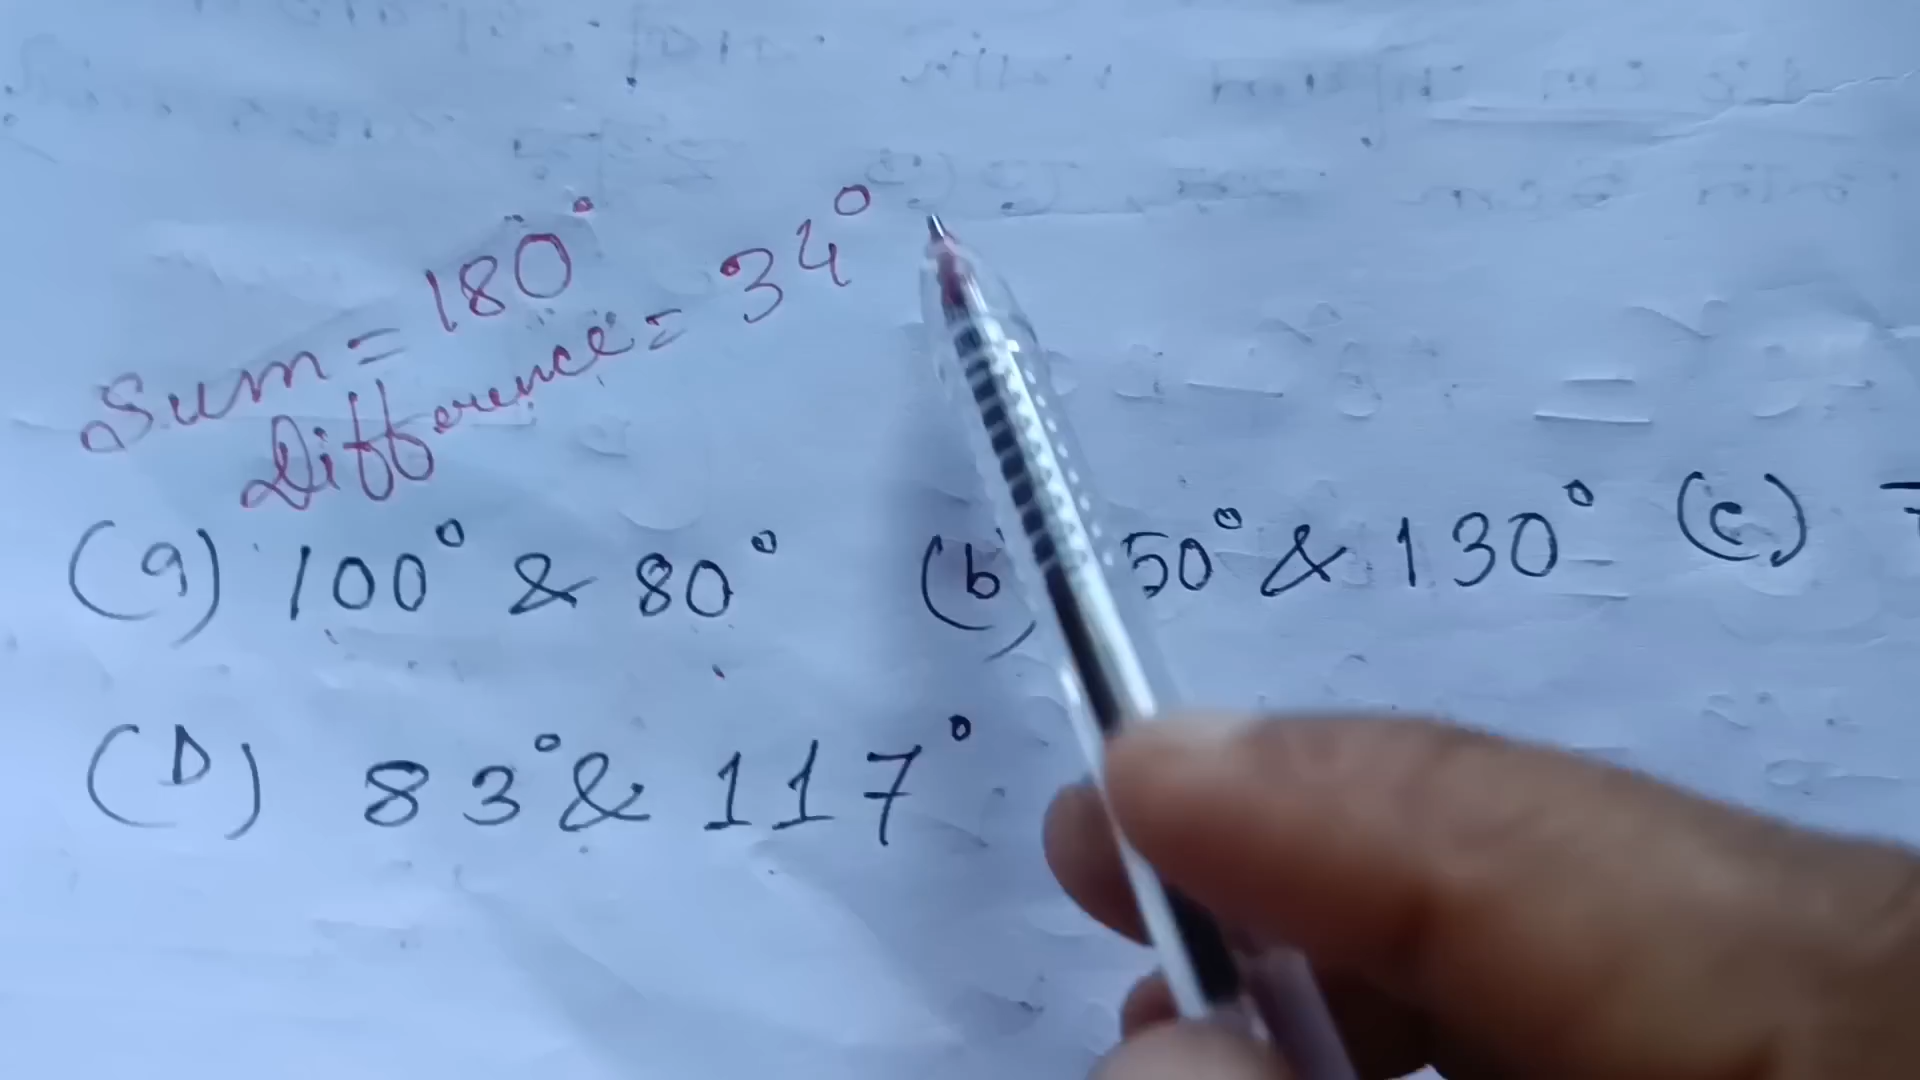 Sum = 180°
Difference = 34°
(a) 100° & 80° (b) 50° & 130° (c)
(D) 83° & 117°